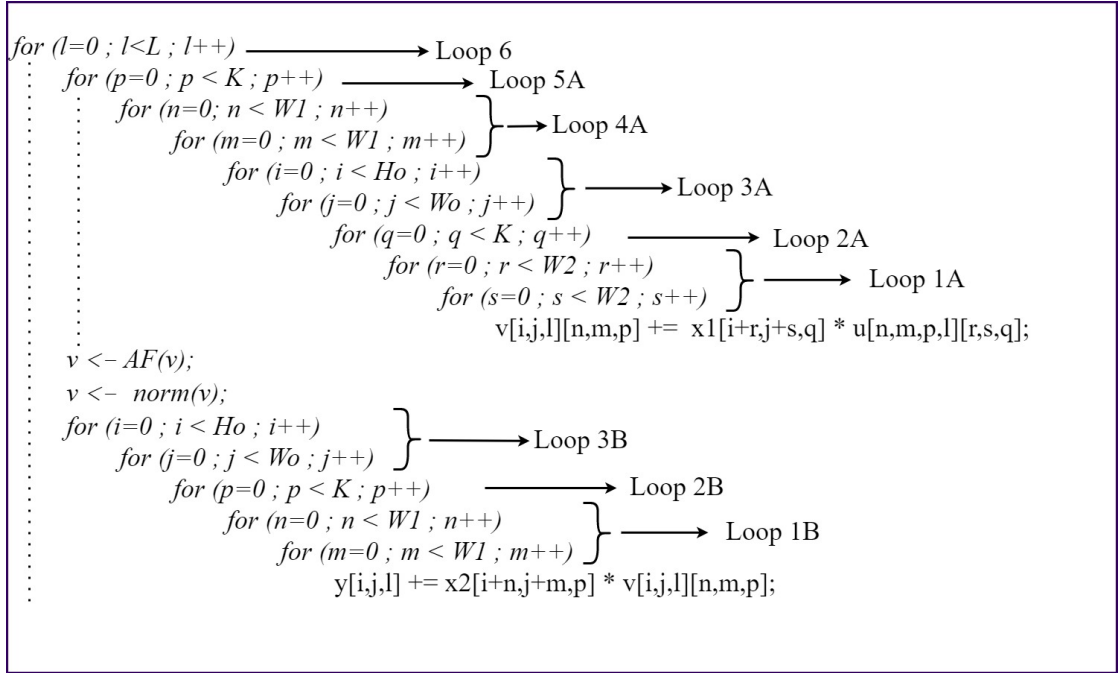 for (l=0 ; l<L ; l++) Loop 6
for (p=0 ; p < K ; p++) Loop 5A
for (n=0; n < W1 ; n++)
Loop 4A
for (m=0 ; m < W1 ; m++)
for (i=0 ; i < Ho ; i++)
Loop 3A
for (j=0 ; j < Wo ; j++)
for (q=0 ; q < K ; q++) Loop 2A
for (r=0 ; r < W2 ; r++)
Loop 1A
for (s=0 ; s < W2 ; s++)
v[i,j,l][n,m,p] += x1[i+r,j+s,q] * u[n,m,p,l][r,s,q];
v <- AF(v);
v <- norm(v);
for (i=0 ; i < Ho ; i++)
Loop 3B
for (j=0 ; j < Wo ; j++)
for (p=0 ; p < K ; p++) Loop 2B
for (n=0 ; n < W1 ; n++)
Loop 1B
for (m=0 ; m < W1 ; m++)
y[i,j,l] += x2[i+n,j+m,p] * v[i,j,l][n,m,p];